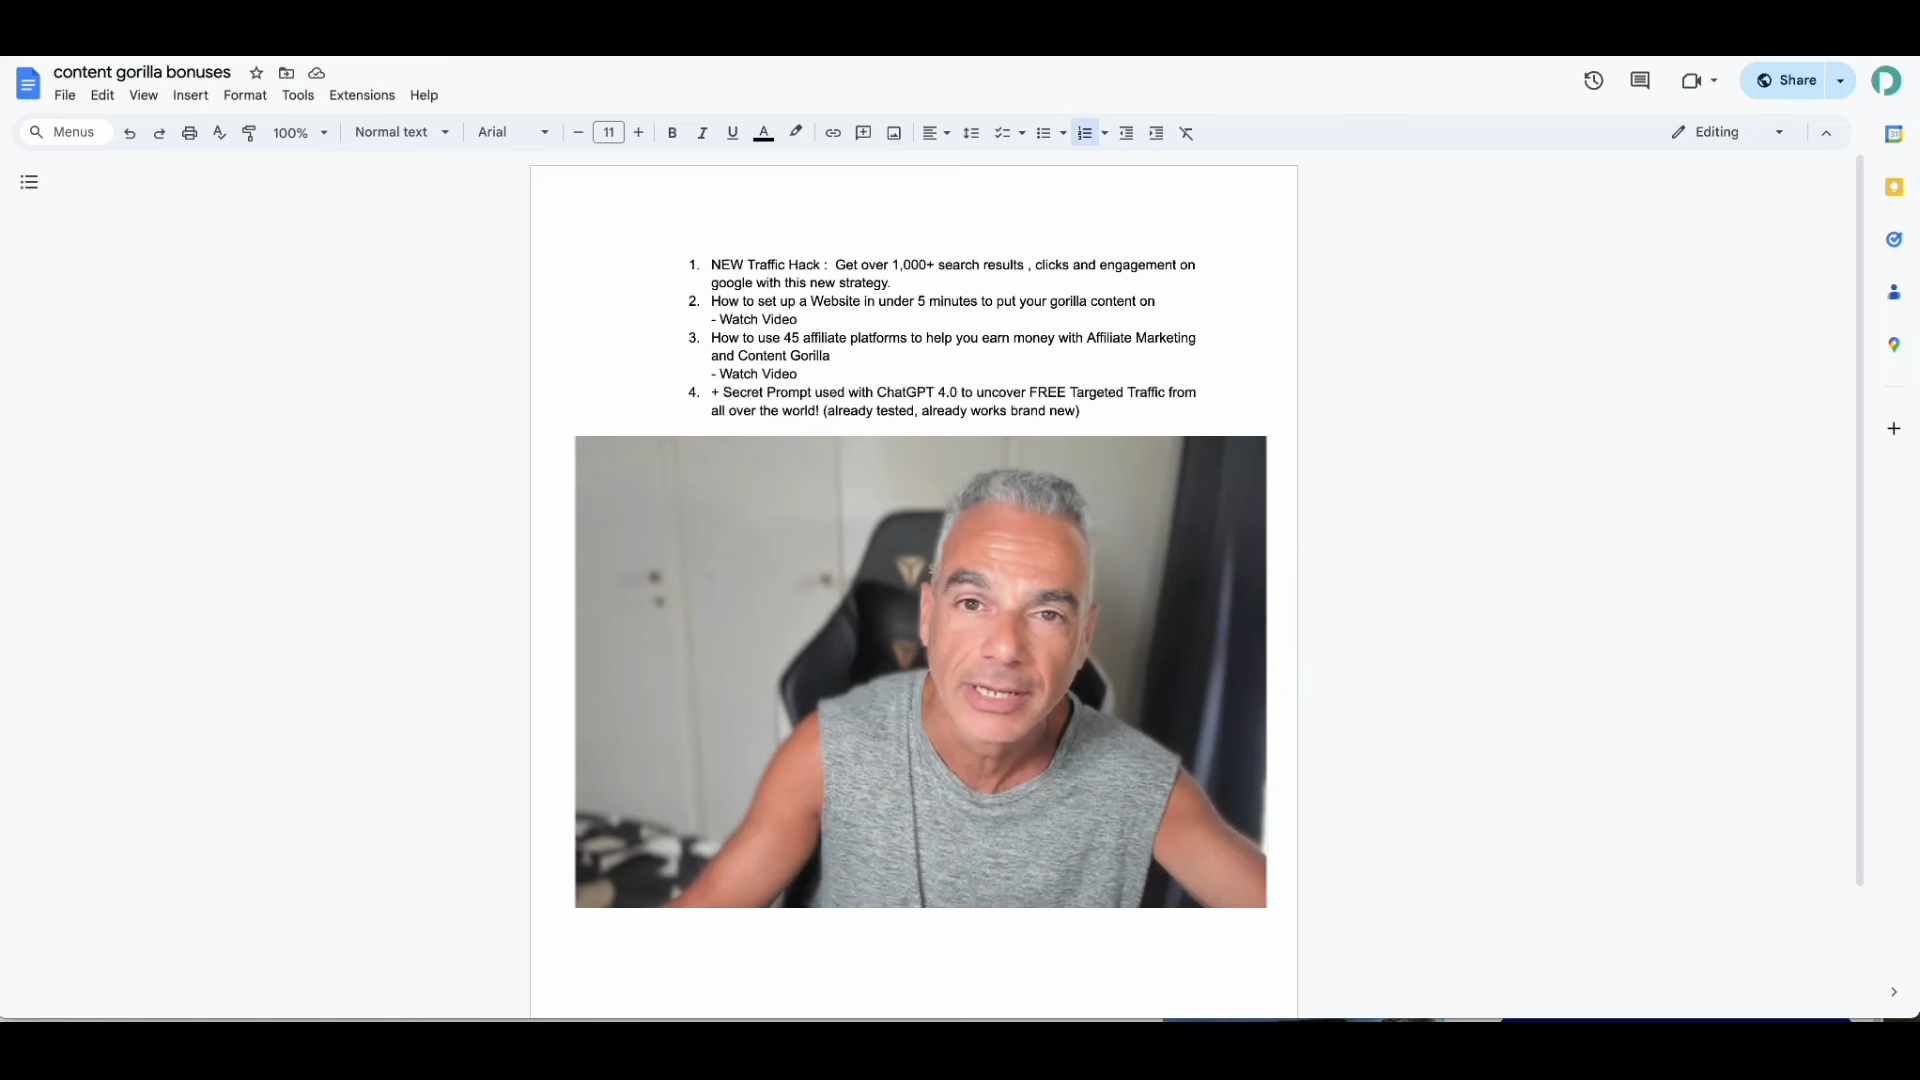 content gorilla bonuses
File Edit View Insert Format Tools Extensions Help
Share
Menus 100% Normal text Arial 11 Editing
1. NEW Traffic Hack : Get over 1,000+ search results , clicks and engagement on
google with this new strategy.
2. How to set up a Website in under 5 minutes to put your gorilla content on
- Watch Video
3. How to use 45 affiliate platforms to help you earn money with Affiliate Marketing
and Content Gorilla
- Watch Video
4. + Secret Prompt used with ChatGPT 4.0 to uncover FREE Targeted Traffic from
all over the world! (already tested, already works brand new)